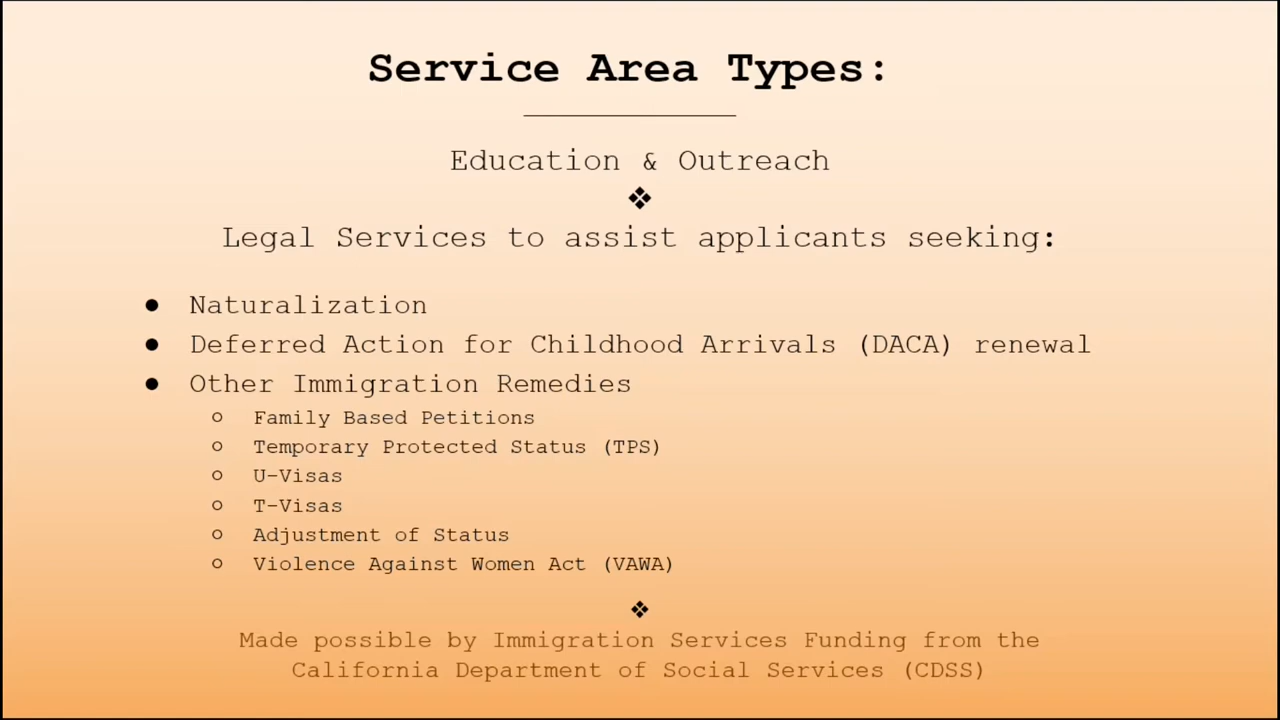 Service Area Types:
Education & Outreach
❖
Legal Services to assist applicants seeking:
● Naturalization
● Deferred Action for Childhood Arrivals (DACA) renewal
● Other Immigration Remedies
○ Family Based Petitions
○ Temporary Protected Status (TPS)
○ U-Visas
○ T-Visas
○ Adjustment of Status
○ Violence Against Women Act (VAWA)
❖
Made possible by Immigration Services Funding from the
California Department of Social Services (CDSS)